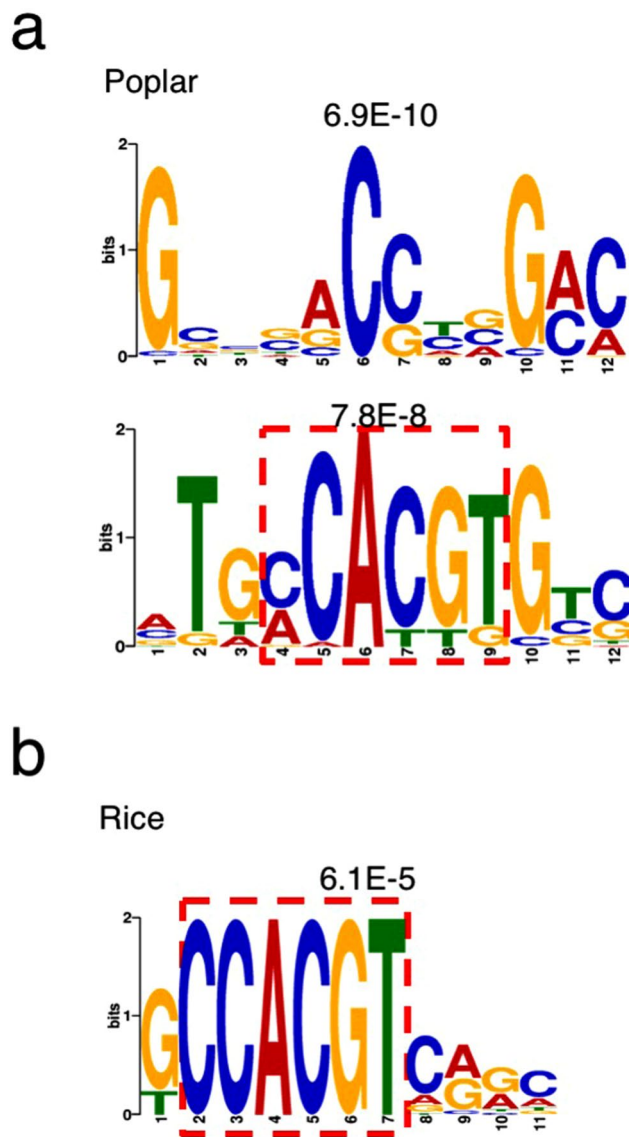 a
Poplar
6.9E-10
2
1
0
bits
G C G A C C T G G A C
C G A C G C C G C C C A
A A A
1 2 3 4 5 6 7 8 9 10 11 12
7.8E-8
2
1
0
bits
A T G C C A C G T G T C
C G T A T T G C C G
G A G
1 2 3 4 5 6 7 8 9 10 11 12
b
Rice
6.1E-5
2
1
0
bits
G C C A C G T C A G C
T A G A A
1 2 3 4 5 6 7 8 9 10 11